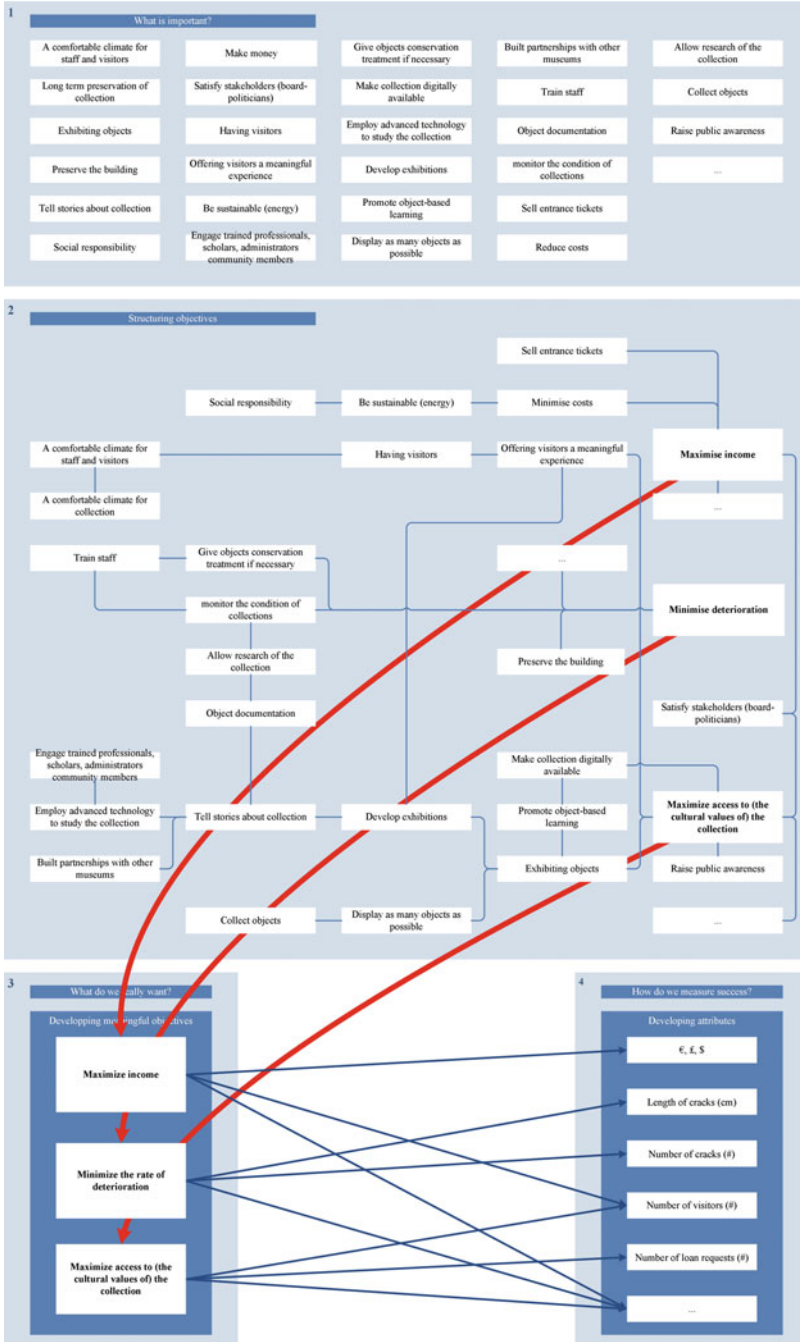 1
What is important?
A comfortable climate for
staff and visitors
Make money
Give objects conservation
treatment if necessary
Built partnerships with other
museums
Allow research of the
collection
Long term preservation of
collection
Satisfy stakeholders (board-
politicians)
Make collection digitally
available
Train staff
Collect objects
Exhibiting objects
Having visitors
Employ advanced technology
to study the collection
Object documentation
Raise public awareness
Preserve the building
Offering visitors a meaningful
experience
Develop exhibitions
monitor the condition of
collections
...
Tell stories about collection
Be sustainable (energy)
Promote object-based
learning
Sell entrance tickets
Social responsibility
Engage trained professionals,
scholars, administrators
community members
Display as many objects as
possible
Reduce costs
2
Structuring objectives
Sell entrance tickets
Social responsibility
Be sustainable (energy)
Minimise costs
A comfortable climate for
staff and visitors
Having visitors
Offering visitors a meaningful
experience
Maximise income
A comfortable climate for
collection
...
Train staff
Give objects conservation
treatment if necessary
...
monitor the condition of
collections
Minimise deterioration
Allow research of the
collection
Preserve the building
Object documentation
Satisfy stakeholders (board-
politicians)
Engage trained professionals,
scholars, administrators
community members
Make collection digitally
available
Employ advanced technology
to study the collection
Tell stories about collection
Develop exhibitions
Promote object-based
learning
Maximize access to (the
cultural values of) the
collection
Built partnerships with other
museums
Exhibiting objects
Raise public awareness
Collect objects
Display as many objects as
possible
...
3
What do we really want?
Developping meaningful objectives
Maximize income
Minimize the rate of
deterioration
Maximize access to (the
cultural values of) the
collection
4
How do we measure success?
Developing attributes
€, £, $
Length of cracks (cm)
Number of cracks (#)
Number of visitors (#)
Number of loan requests (#)
...